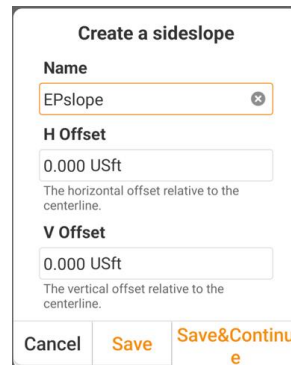 Create a sideslope
Name
EPslope
H Offset
0.000 USft
The horizontal offset relative to the
centerline.
V Offset
0.000 USft
The vertical offset relative to the
centerline.
Cancel Save Save&Continu
e